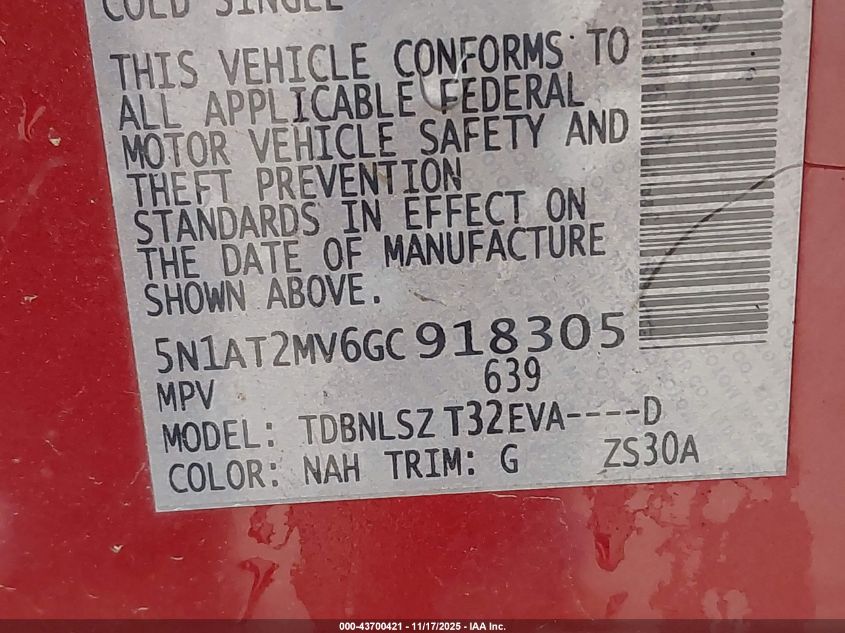 COLD SINGLE
THIS VEHICLE CONFORMS TO
ALL APPLICABLE FEDERAL
MOTOR VEHICLE SAFETY AND
THEFT PREVENTION
STANDARDS IN EFFECT ON
THE DATE OF MANUFACTURE
SHOWN ABOVE.
5N1AT2MV6GC918305
MPV 639
MODEL: TDBNLSZ T32EVA----D
COLOR: NAH TRIM: G ZS30A
000-43700421 - 11/17/2025 - IAA Inc.